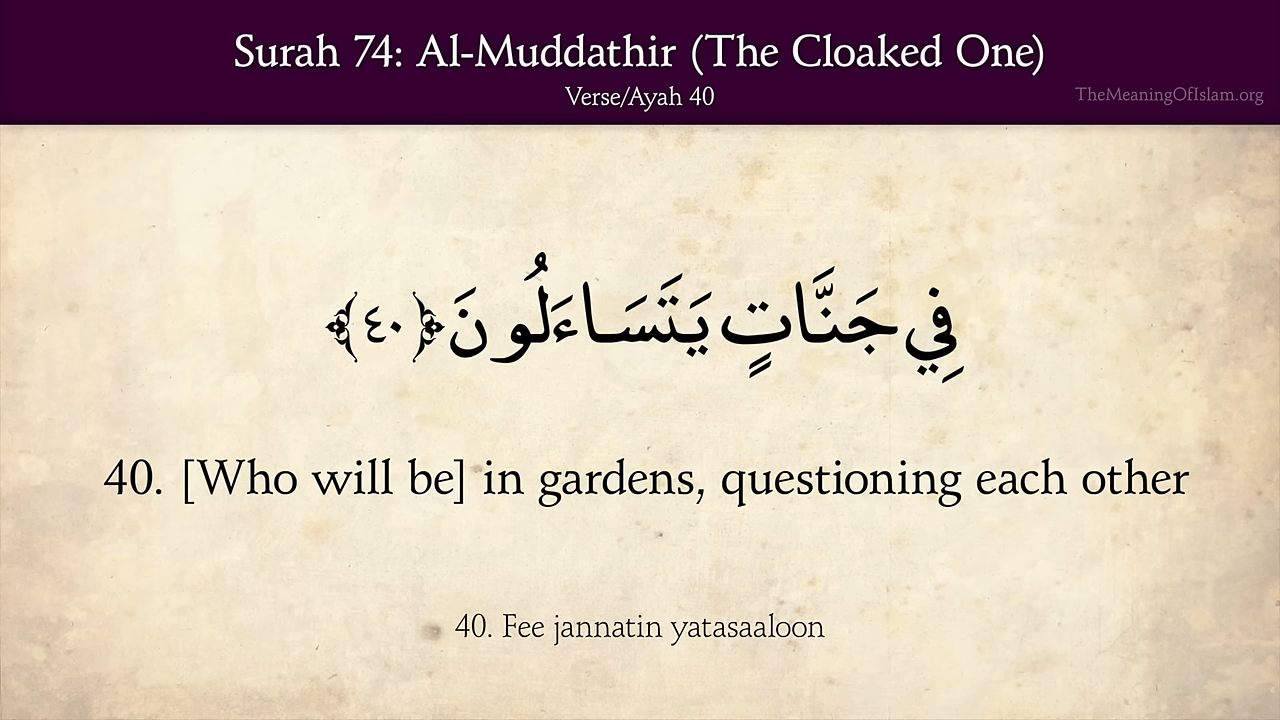 Surah 74: Al-Muddathir (The Cloaked One)
Verse/Ayah 40
TheMeaningOfIslam.org
فِي جَنَّاتٍ يَتَسَاءَلُونَ ﴿٤٠﴾
40. [Who will be] in gardens, questioning each other
40. Fee jannatin yatasaaloon